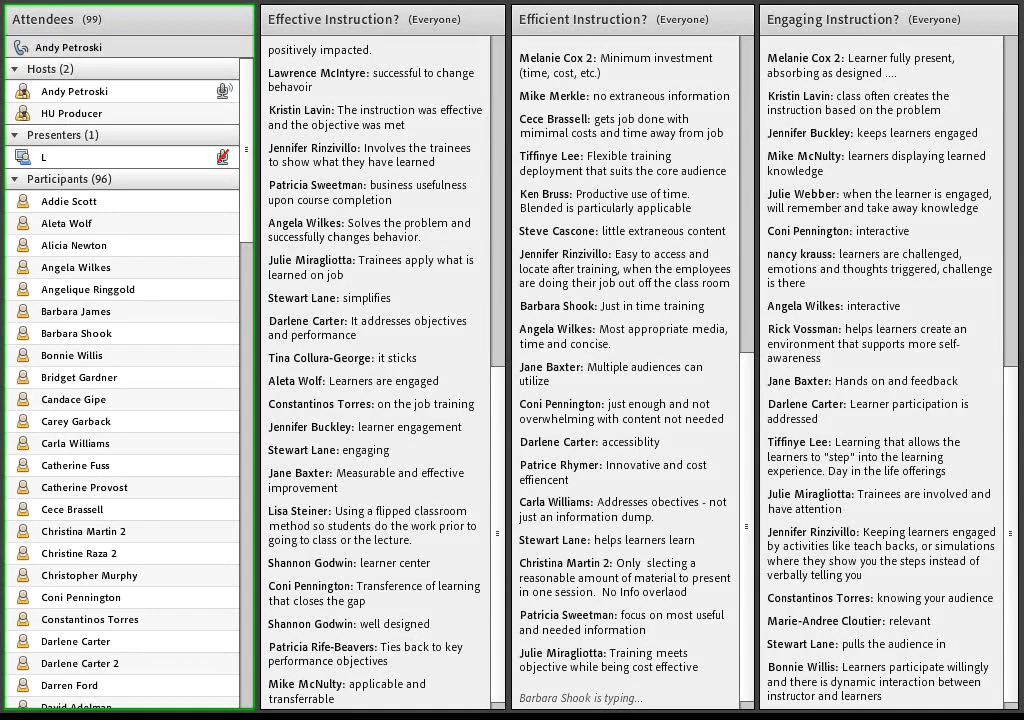 Attendees (99)
Andy Petroski
Hosts (2)
Andy Petroski
HU Producer
Presenters (1)
L
Participants (96)
Addie Scott
Aleta Wolf
Alicia Newton
Angela Wilkes
Angelique Ringgold
Barbara James
Barbara Shook
Bonnie Willis
Bridget Gardner
Candace Gipe
Carey Garback
Carla Williams
Catherine Fuss
Catherine Provost
Cece Brassell
Christina Martin 2
Christine Raza 2
Christopher Murphy
Coni Pennington
Constantinos Torres
Darlene Carter
Darlene Carter 2
Darren Ford
David Adelman
Effective Instruction? (Everyone)
positively impacted.
Lawrence McIntyre: successful to change
behavoir
Kristin Lavin: The instruction was effective
and the objective was met
Jennifer Rinzivillo: Involves the trainees
to show what they have learned
Patricia Sweetman: business usefulness
upon course completion
Angela Wilkes: Solves the problem and
successfully changes behavior.
Julie Miragliotta: Trainees apply what is
learned on job
Stewart Lane: simplifies
Darlene Carter: It addresses objectives
and performance
Tina Collura-George: it sticks
Aleta Wolf: Learners are engaged
Constantinos Torres: on the job training
Jennifer Buckley: learner engagement
Stewart Lane: engaging
Jane Baxter: Measurable and effective
improvement
Lisa Steiner: Using a flipped classroom
method so students do the work prior to
going to class or the lecture.
Shannon Godwin: learner center
Coni Pennington: Transference of learning
that closes the gap
Shannon Godwin: well designed
Patricia Rife-Beavers: Ties back to key
performance objectives
Mike McNulty: applicable and
transferrable
Efficient Instruction? (Everyone)
Melanie Cox 2: Minimum investment
(time, cost, etc.)
Mike Merkle: no extraneous information
Cece Brassell: gets job done with
mimimal costs and time away from job
Tiffinye Lee: Flexible training
deployment that suits the core audience
Ken Bruss: Productive use of time.
Blended is particularly applicable
Steve Cascone: little extraneous content
Jennifer Rinzivillo: Easy to access and
locate after training, when the employees
are doing their job out off the class room
Barbara Shook: Just in time training
Angela Wilkes: Most appropriate media,
time and concise.
Jane Baxter: Multiple audiences can
utilize
Coni Pennington: just enough and not
overwhelming with content not needed
Darlene Carter: accessiblity
Patrice Rhymer: Innovative and cost
effiencent
Carla Williams: Addresses obectives - not
just an information dump.
Stewart Lane: helps learners learn
Christina Martin 2: Only slecting a
reasonable amount of material to present
in one session. No Info overlaod
Patricia Sweetman: focus on most useful
and needed information
Julie Miragliotta: Training meets
objective while being cost effective
Barbara Shook is typing...
Engaging Instruction? (Everyone)
Melanie Cox 2: Learner fully present,
absorbing as designed ....
Kristin Lavin: class often creates the
instruction based on the problem
Jennifer Buckley: keeps learners engaged
Mike McNulty: learners displaying learned
knowledge
Julie Webber: when the learner is engaged,
will remember and take away knowledge
Coni Pennington: interactive
nancy krauss: learners are challenged,
emotions and thoughts triggered, challenge
is there
Angela Wilkes: interactive
Rick Vossman: helps learners create an
environment that supports more self-
awareness
Jane Baxter: Hands on and feedback
Darlene Carter: Learner participation is
addressed
Tiffinye Lee: Learning that allows the
learners to "step" into the learning
experience. Day in the life offerings
Julie Miragliotta: Trainees are involved and
have attention
Jennifer Rinzivillo: Keeping learners engaged
by activities like teach backs, or simulations
where they show you the steps instead of
verbally telling you
Constantinos Torres: knowing your audience
Marie-Andree Cloutier: relevant
Stewart Lane: pulls the audience in
Bonnie Willis: Learners participate willingly
and there is dynamic interaction between
instructor and learners